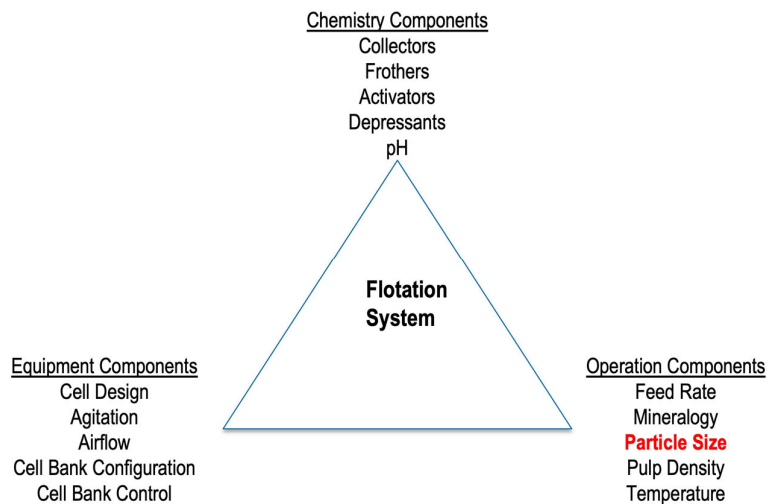 Chemistry Components
Collectors
Frothers
Activators
Depressants
pH
Flotation
System
Equipment Components
Cell Design
Agitation
Airflow
Cell Bank Configuration
Cell Bank Control
Operation Components
Feed Rate
Mineralogy
Particle Size
Pulp Density
Temperature